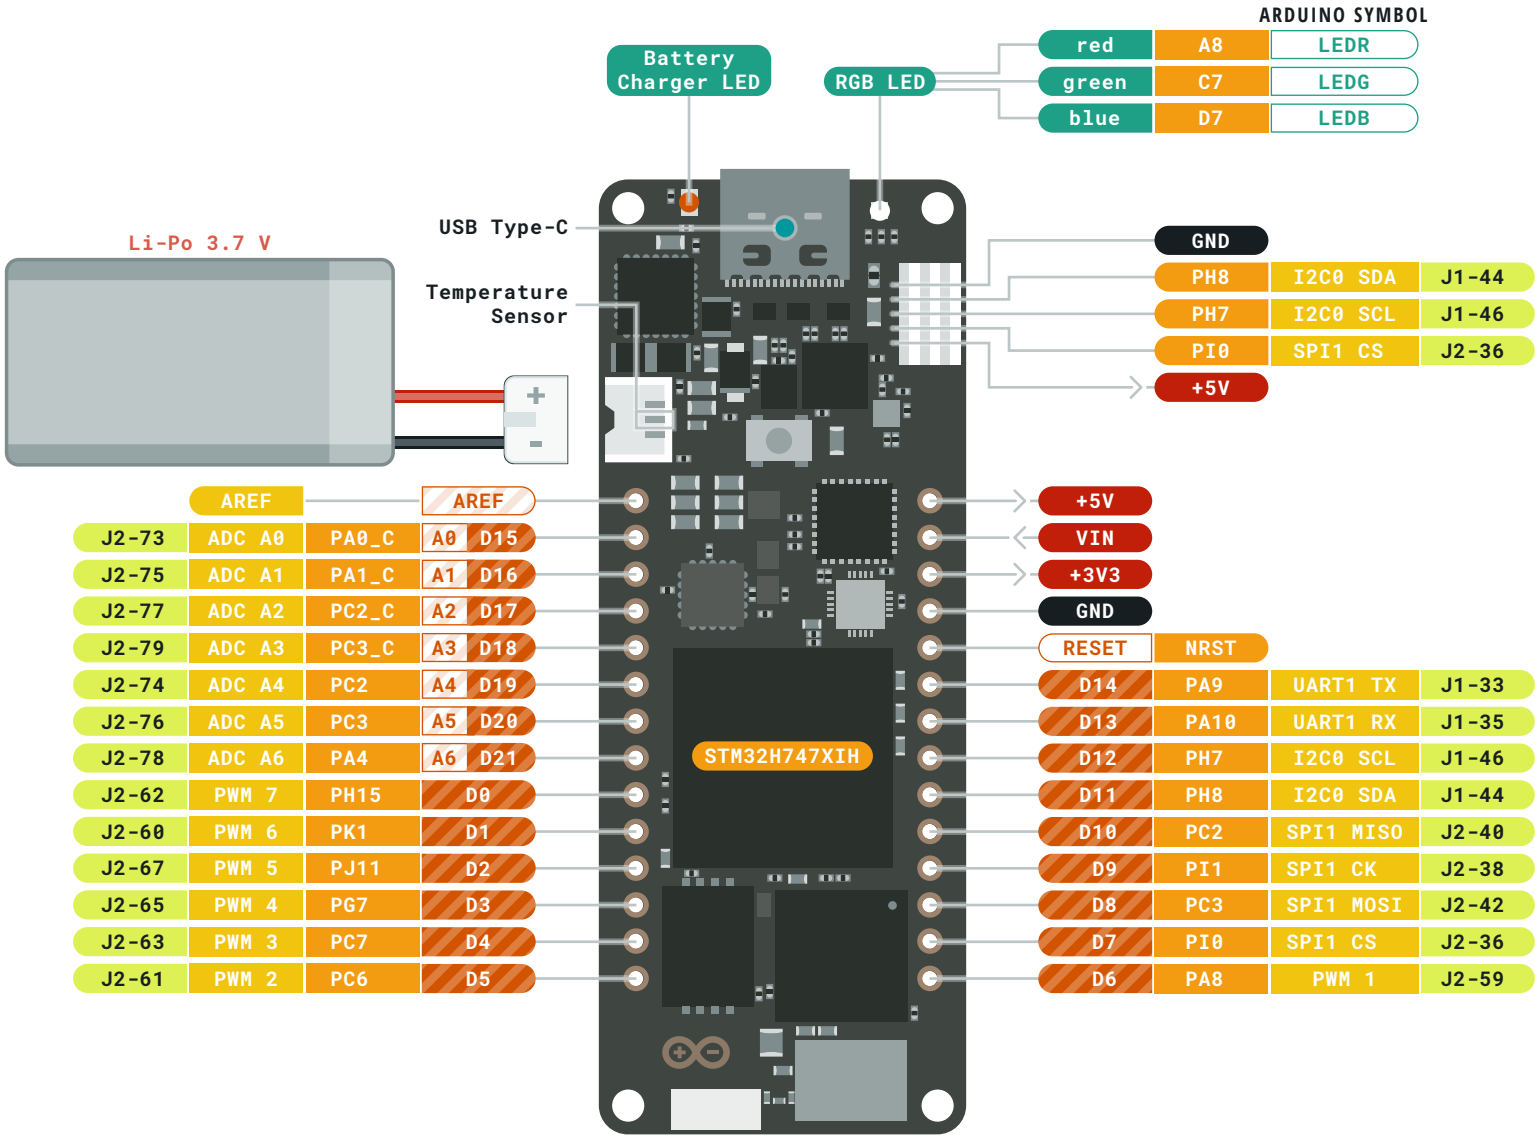 ARDUINO SYMBOL
Battery
Charger LED
RGB LED
red A8 LEDR
green C7 LEDG
blue D7 LEDB
USB Type-C
Li-Po 3.7 V
Temperature
Sensor
+
-
GND
PH8 I2C0 SDA J1-44
PH7 I2C0 SCL J1-46
PI0 SPI1 CS J2-36
+5V
AREF AREF
J2-73 ADC A0 PA0_C A0 D15
J2-75 ADC A1 PA1_C A1 D16
J2-77 ADC A2 PC2_C A2 D17
J2-79 ADC A3 PC3_C A3 D18
J2-74 ADC A4 PC2 A4 D19
J2-76 ADC A5 PC3 A5 D20
J2-78 ADC A6 PA4 A6 D21
J2-62 PWM 7 PH15 D0
J2-60 PWM 6 PK1 D1
J2-67 PWM 5 PJ11 D2
J2-65 PWM 4 PG7 D3
J2-63 PWM 3 PC7 D4
J2-61 PWM 2 PC6 D5
STM32H747XIH
+5V
VIN
+3V3
GND
RESET NRST
D14 PA9 UART1 TX J1-33
D13 PA10 UART1 RX J1-35
D12 PH7 I2C0 SCL J1-46
D11 PH8 I2C0 SDA J1-44
D10 PC2 SPI1 MISO J2-40
D9 PI1 SPI1 CK J2-38
D8 PC3 SPI1 MOSI J2-42
D7 PI0 SPI1 CS J2-36
D6 PA8 PWM 1 J2-59